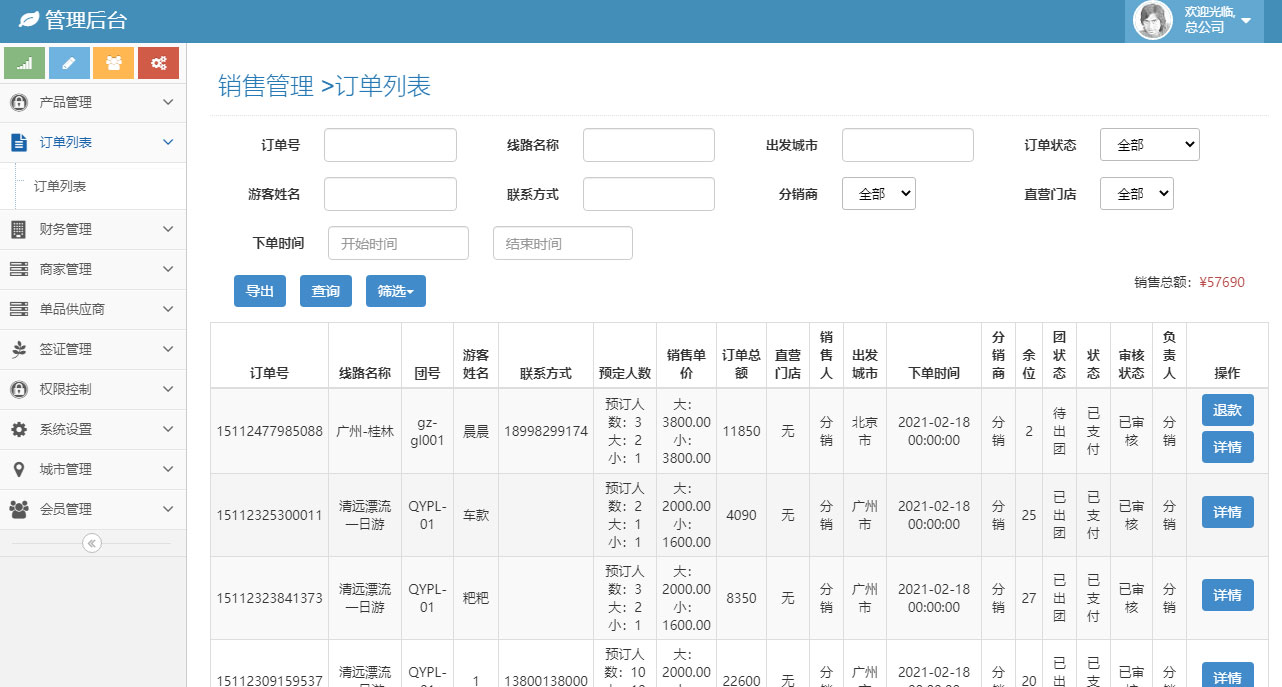 管理后台
欢迎光临,
总公司
产品管理
订单列表
订单列表
财务管理
商家管理
单品供应商
签证管理
权限控制
系统设置
城市管理
会员管理
销售管理 >订单列表
订单号 线路名称 出发城市 订单状态 全部
游客姓名 联系方式 分销商 全部 直营门店 全部
下单时间 开始时间 结束时间
导出 查询 筛选
销售总额：¥57690
订单号 线路名称 团号 游客姓名 联系方式 预定人数 销售单价 订单总额 直营门店 销售人 出发城市 下单时间 分销商 余位 团状态 状态 审核状态 负责人 操作
15112477985088 广州-桂林 gz-gl001 晨晨 18998299174 预订人数：3 大：2 小：1 大：3800.00 小：3800.00 11850 无 分销 北京市 2021-02-18 00:00:00 分销 2 待出团 已支付 已审核 分销 退款 详情
15112325300011 清远漂流一日游 QYPL-01 车款 预订人数：2 大：1 小：1 大：2000.00 小：1600.00 4090 无 分销 广州市 2021-02-18 00:00:00 分销 25 已出团 已支付 已审核 分销 详情
15112323841373 清远漂流一日游 QYPL-01 粑粑 预订人数：3 大：2 小：1 大：2000.00 小：1600.00 8350 无 分销 广州市 2021-02-18 00:00:00 分销 27 已出团 已支付 已审核 分销 详情
15112309159537 清远漂流 QYPL- 1 13800138000 预订人数：10 大：2000.00 22600 无 分 广州 2021-02-18 分 20 已出 已支 已审 分 详情